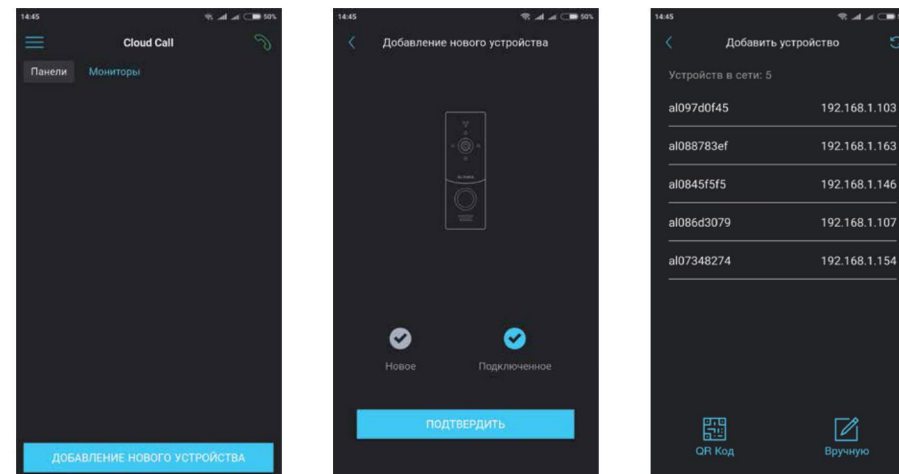 14:45
50%
Cloud Call
Панели Мониторы
ДОБАВЛЕНИЕ НОВОГО УСТРОЙСТВА
14:45
50%
Добавление нового устройства
Новое Подключенное
ПОДТВЕРДИТЬ
14:45
Добавить устройство
Устройств в сети: 5
al097d0f45 192.168.1.103
al088783ef 192.168.1.163
al0845f5f5 192.168.1.146
al086d3079 192.168.1.107
al07348274 192.168.1.154
QR Код Вручную